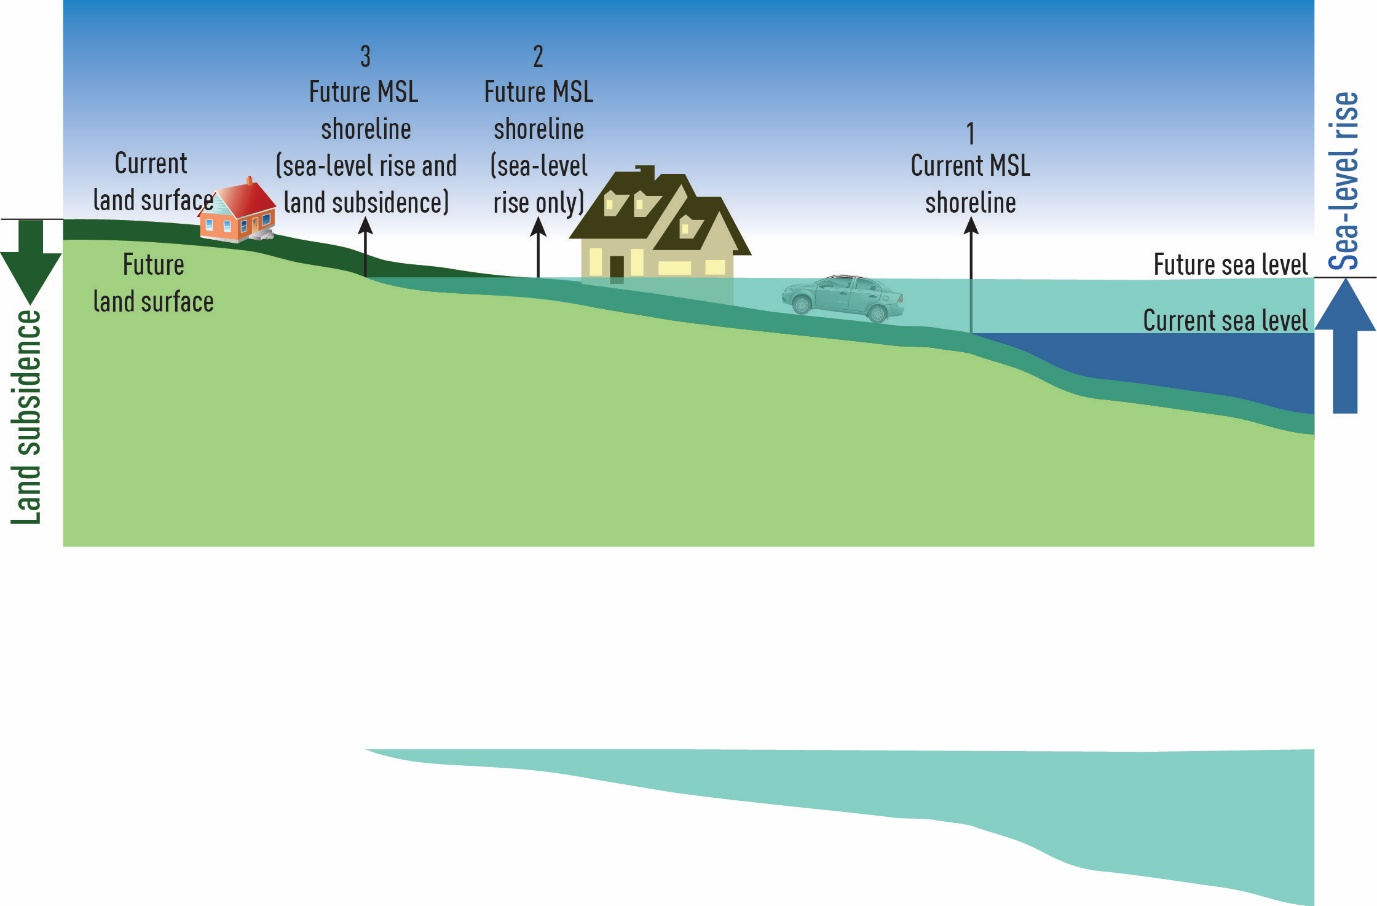 3
Future MSL
shoreline
(sea-level rise and
land subsidence)
2
Future MSL
shoreline
(sea-level
rise only)
1
Current MSL
shoreline
Current
land surface
Future
land surface
Future sea level
Current sea level
Land subsidence
Sea-level rise